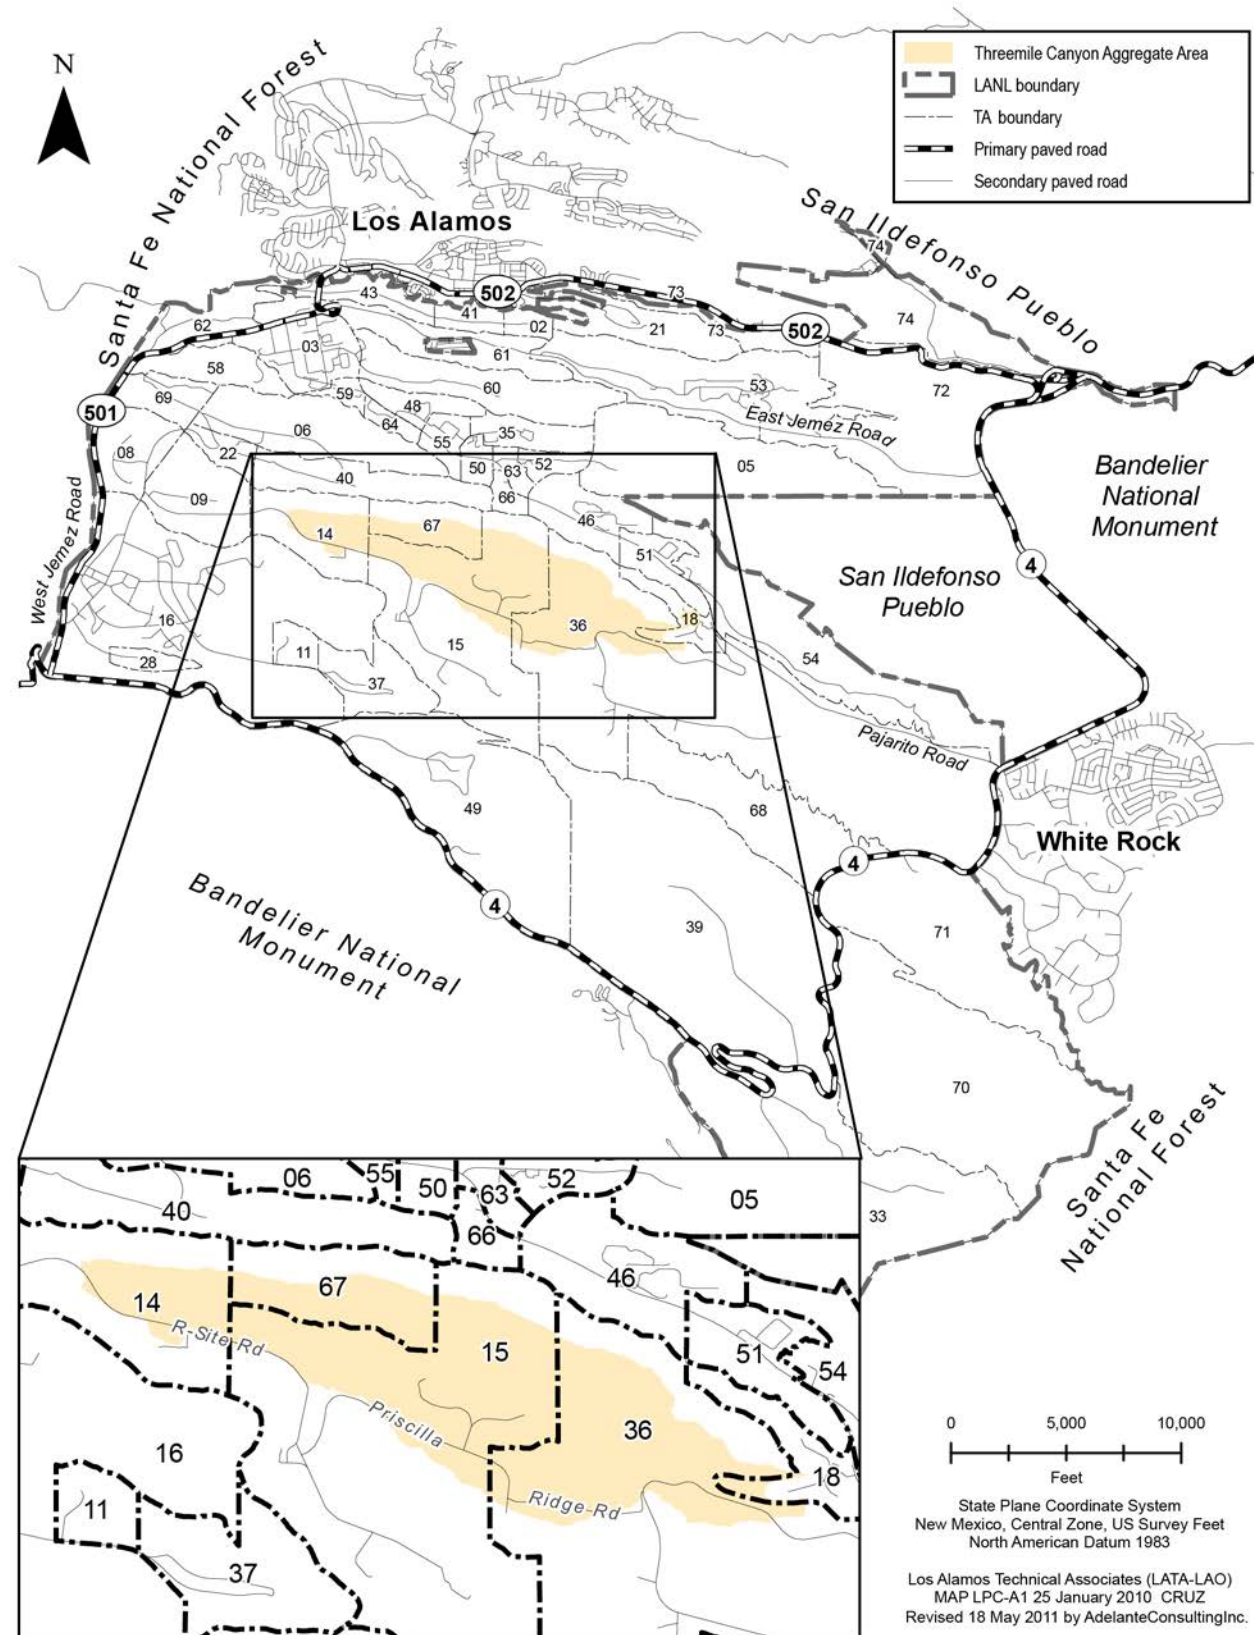 N
Santa Fe National Forest
Los Alamos
Threemile Canyon Aggregate Area
LANL boundary
TA boundary
Primary paved road
Secondary paved road
San Ildefonso Pueblo
74
43
502
73
41
02
21
73
502
74
62
03
61
58
60
53
72
59
69
48
501
64
06
55
35
East Jemez Road
08
22
50
63
52
05
40
66
09
46
67
14
51
Bandelier
National
Monument
West Jemez Road
4
San Ildefonso
Pueblo
16
36
18
15
11
54
28
37
Pajarito Road
49
68
White Rock
4
4
Bandelier National
Monument
39
71
70
Santa Fe
National Forest
33
06
55
50
63
52
05
40
66
46
67
14
R-Site Rd
15
51
54
Priscilla
36
16
18
Ridge Rd
11
37
0 5,000 10,000
Feet
State Plane Coordinate System
New Mexico, Central Zone, US Survey Feet
North American Datum 1983
Los Alamos Technical Associates (LATA-LAO)
MAP LPC-A1 25 January 2010 CRUZ
Revised 18 May 2011 by AdelanteConsultingInc.